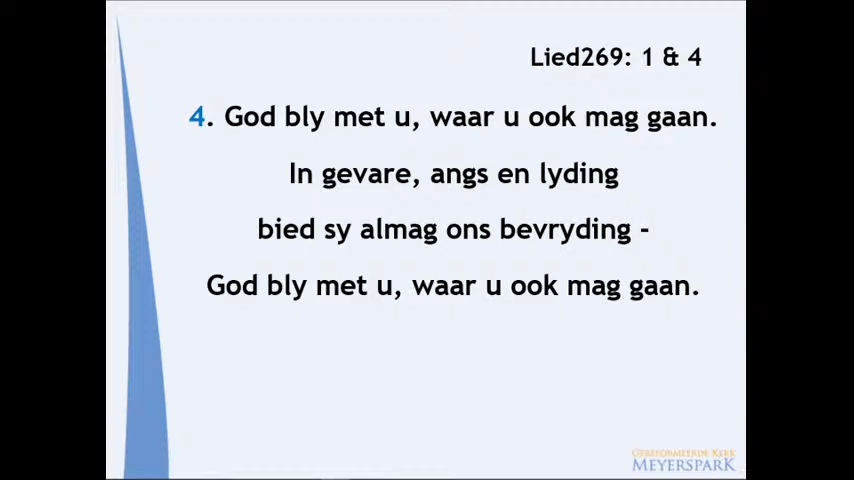 Lied269: 1 & 4
4. God bly met u, waar u ook mag gaan.
In gevare, angs en lyding
bied sy almag ons bevryding -
God bly met u, waar u ook mag gaan.
GEREFORMEERDE KERK
MEYERSPARK